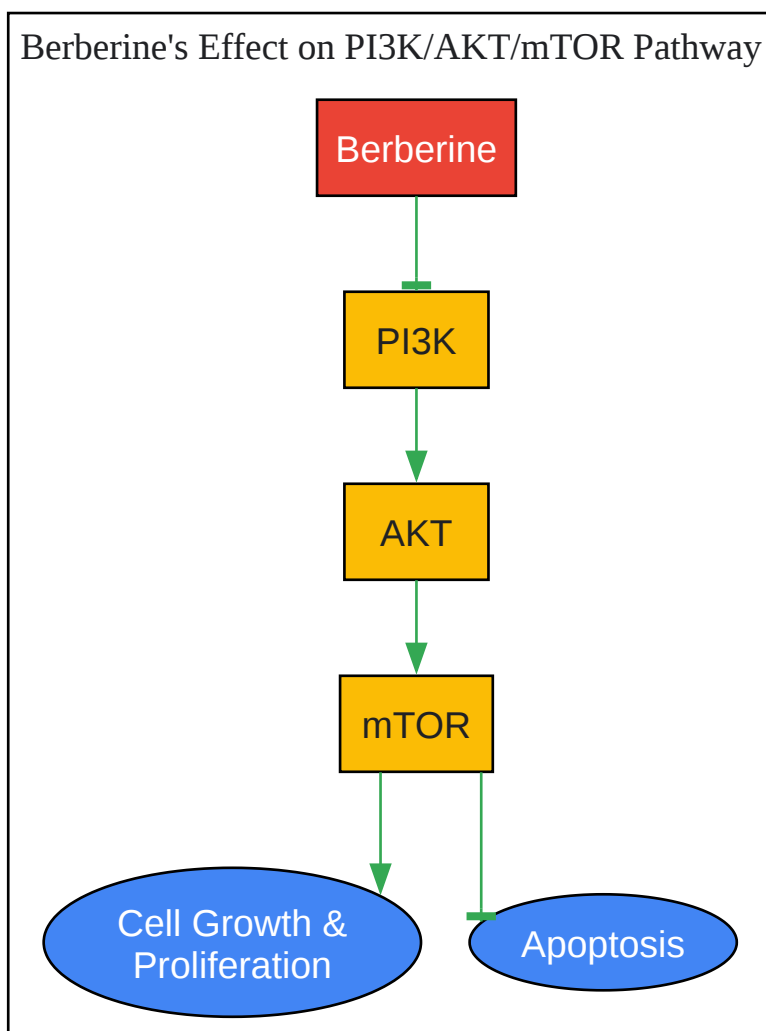 Berberine's Effect on PI3K/AKT/mTOR Pathway
Berberine
PI3K
AKT
mTOR
Cell Growth &
Proliferation
Apoptosis